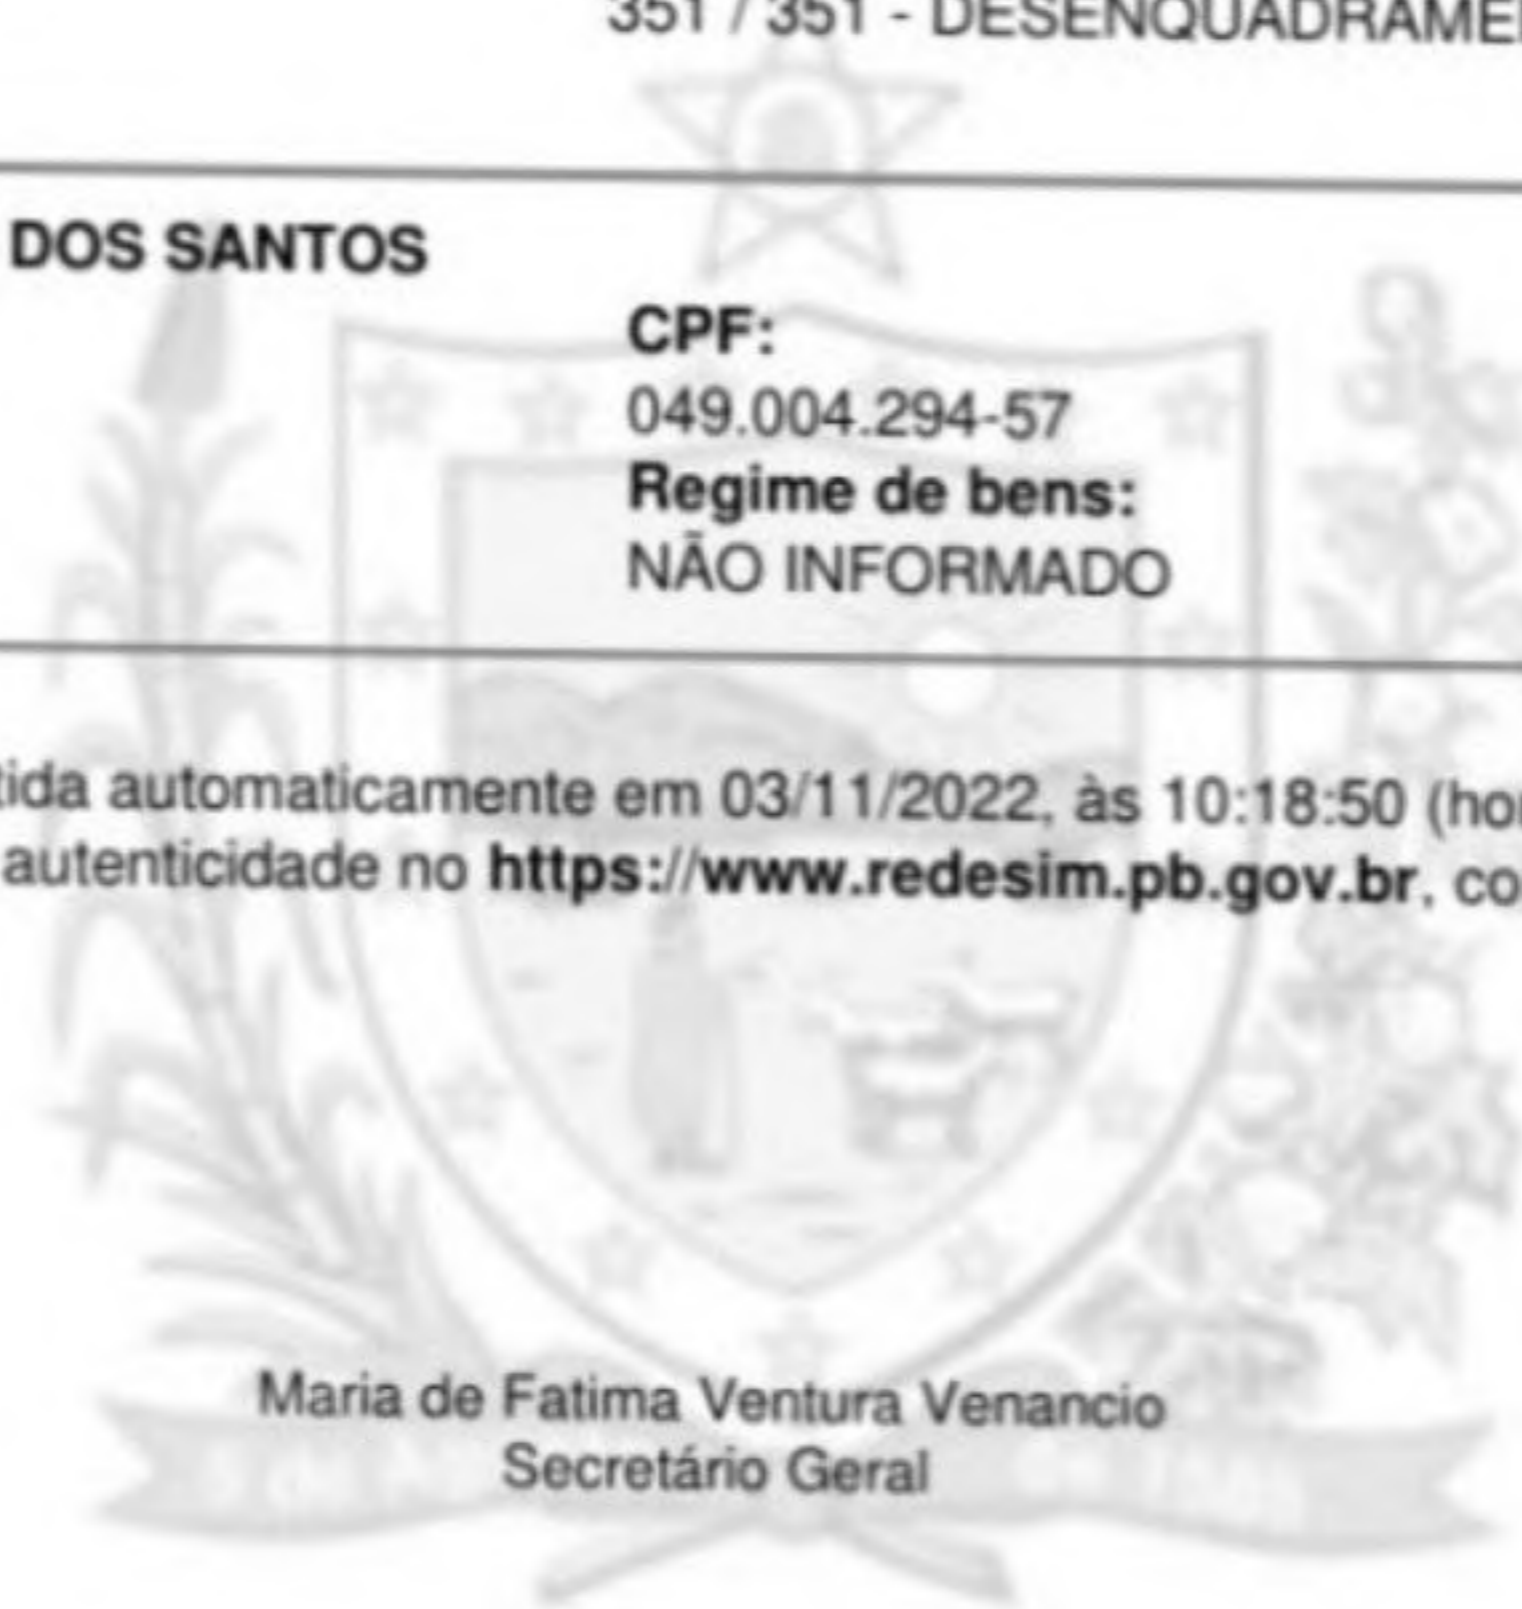 351 / 351 - DESENQUADRAME
DOS SANTOS
CPF:
049.004.294-57
Regime de bens:
NÃO INFORMADO
tida automaticamente em 03/11/2022, às 10:18:50 (hor
autenticidade no https://www.redesim.pb.gov.br, co
Maria de Fatima Ventura Venancio
Secretário Geral